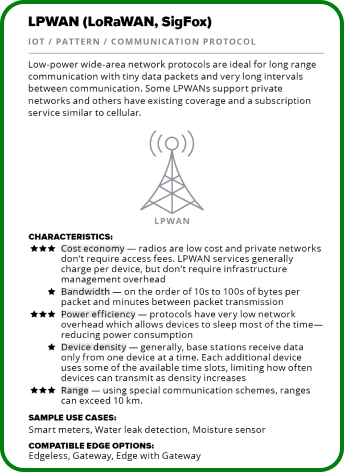 LPWAN (LoRaWAN, SigFox)
IOT / PATTERN / COMMUNICATION PROTOCOL
Low-power wide-area network protocols are ideal for long range
communication with tiny data packets and very long intervals
between communication. Some LPWANs support private
networks and others have existing coverage and a subscription
service similar to cellular.
LPWAN
CHARACTERISTICS:
★★★ Cost economy — radios are low cost and private networks
don't require access fees. LPWAN services generally
charge per device, but don't require infrastructure
management overhead
★ Bandwidth — on the order of 10s to 100s of bytes per
packet and minutes between packet transmission
★★★ Power efficiency — protocols have very low network
overhead which allows devices to sleep most of the time—
reducing power consumption
★ Device density — generally, base stations receive data
only from one device at a time. Each additional device
uses some of the available time slots, limiting how often
devices can transmit as density increases
★★★ Range — using special communication schemes, ranges
can exceed 10 km.
SAMPLE USE CASES:
Smart meters, Water leak detection, Moisture sensor
COMPATIBLE EDGE OPTIONS:
Edgeless, Gateway, Edge with Gateway